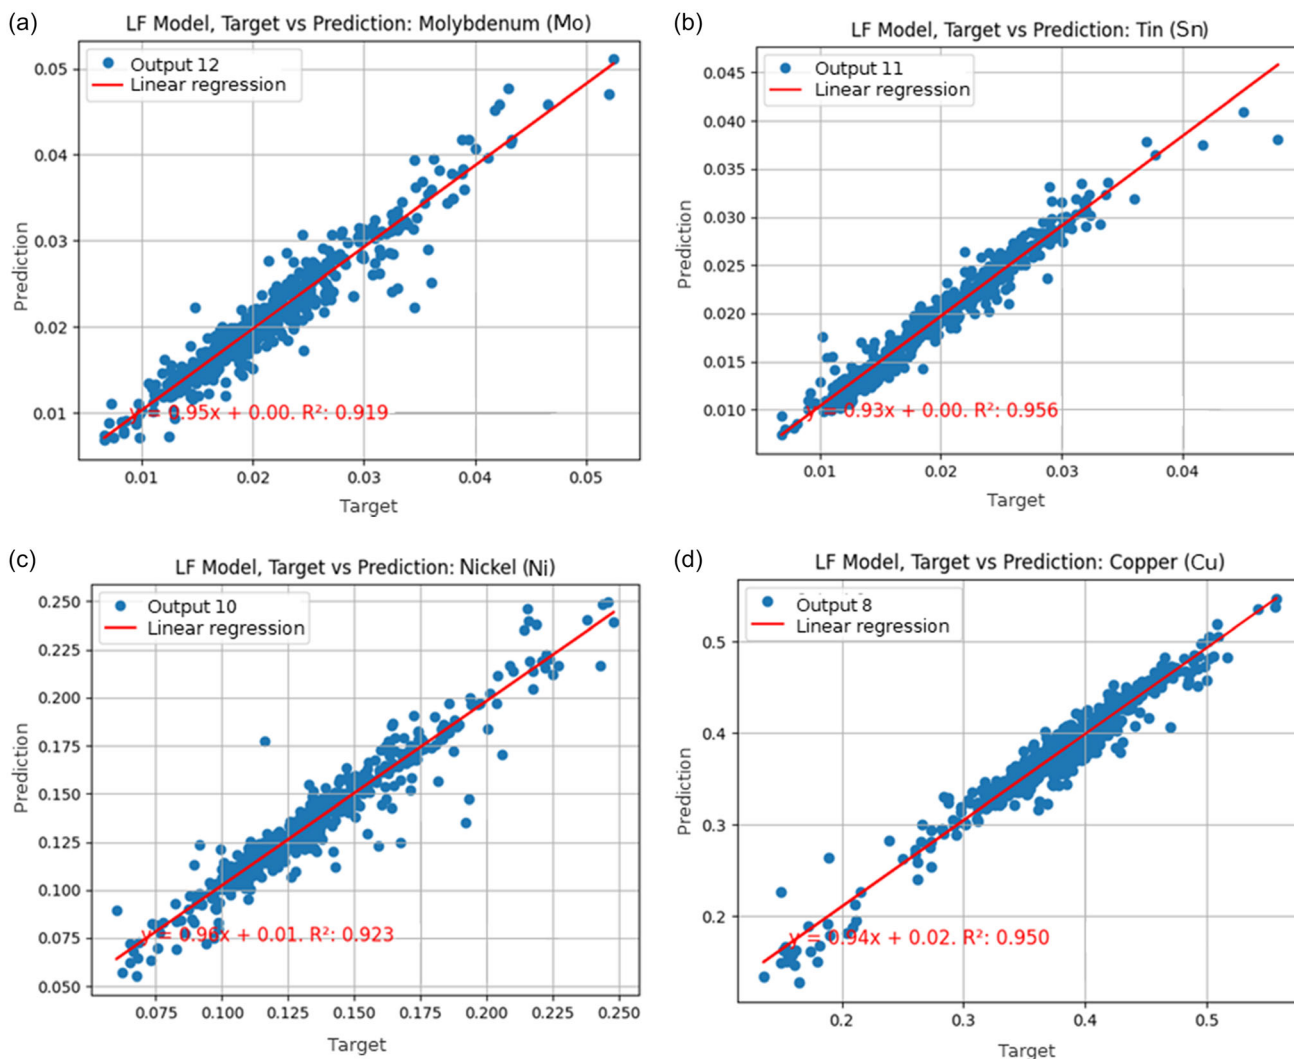 (a)
LF Model, Target vs Prediction: Molybdenum (Mo)
Output 12
Linear regression
0.05
0.04
0.03
0.02
0.01
Prediction
y = 0.95x + 0.00. R²: 0.919
0.01 0.02 0.03 0.04 0.05
Target
(b)
LF Model, Target vs Prediction: Tin (Sn)
Output 11
Linear regression
0.045
0.040
0.035
0.030
0.025
0.020
0.015
0.010
Prediction
y = 0.93x + 0.00. R²: 0.956
0.01 0.02 0.03 0.04
Target
(c)
LF Model, Target vs Prediction: Nickel (Ni)
Output 10
Linear regression
0.250
0.225
0.200
0.175
0.150
0.125
0.100
0.075
0.050
Prediction
y = 0.96x + 0.01. R²: 0.923
0.075 0.100 0.125 0.150 0.175 0.200 0.225 0.250
Target
(d)
LF Model, Target vs Prediction: Copper (Cu)
Output 8
Linear regression
0.5
0.4
0.3
0.2
Prediction
y = 0.94x + 0.02. R²: 0.950
0.2 0.3 0.4 0.5
Target